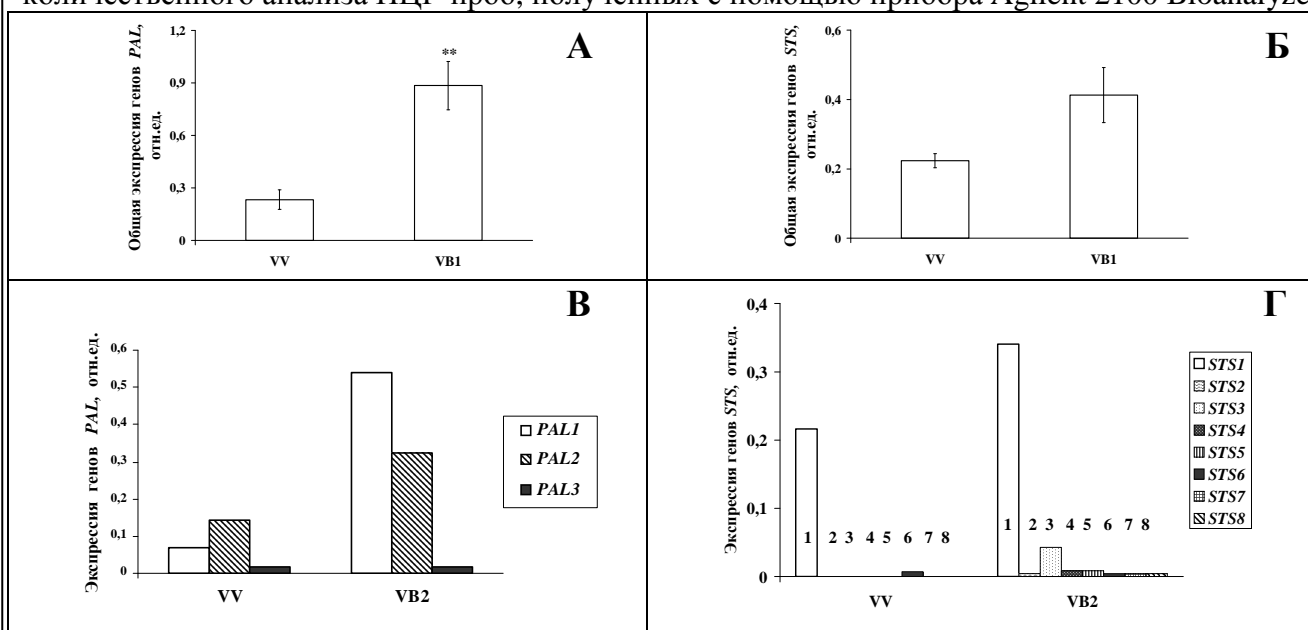 количественного анализа ПЦР-проб, полученных с помощью прибора Agilent 2100 Bioanalyze
А
Общая экспрессия генов PAL,
отн.ед.
1,2
0,9
0,6
0,3
0
**
VV
VB1
Б
Общая экспрессия генов STS,
отн.ед.
0,6
0,4
0,2
0
VV
VB1
В
Экспрессия генов PAL, отн.ед.
0,6
0,5
0,3
0,2
0,1
0
VV
VB2
PAL1
PAL2
PAL3
Г
Экспрессия генов STS, отн.ед.
0,4
0,3
0,2
0,1
0
1 2 3 4 5 6 7 8
1 2 3 4 5 6 7 8
VV
VB2
STS1
STS2
STS3
STS4
STS5
STS6
STS7
STS8